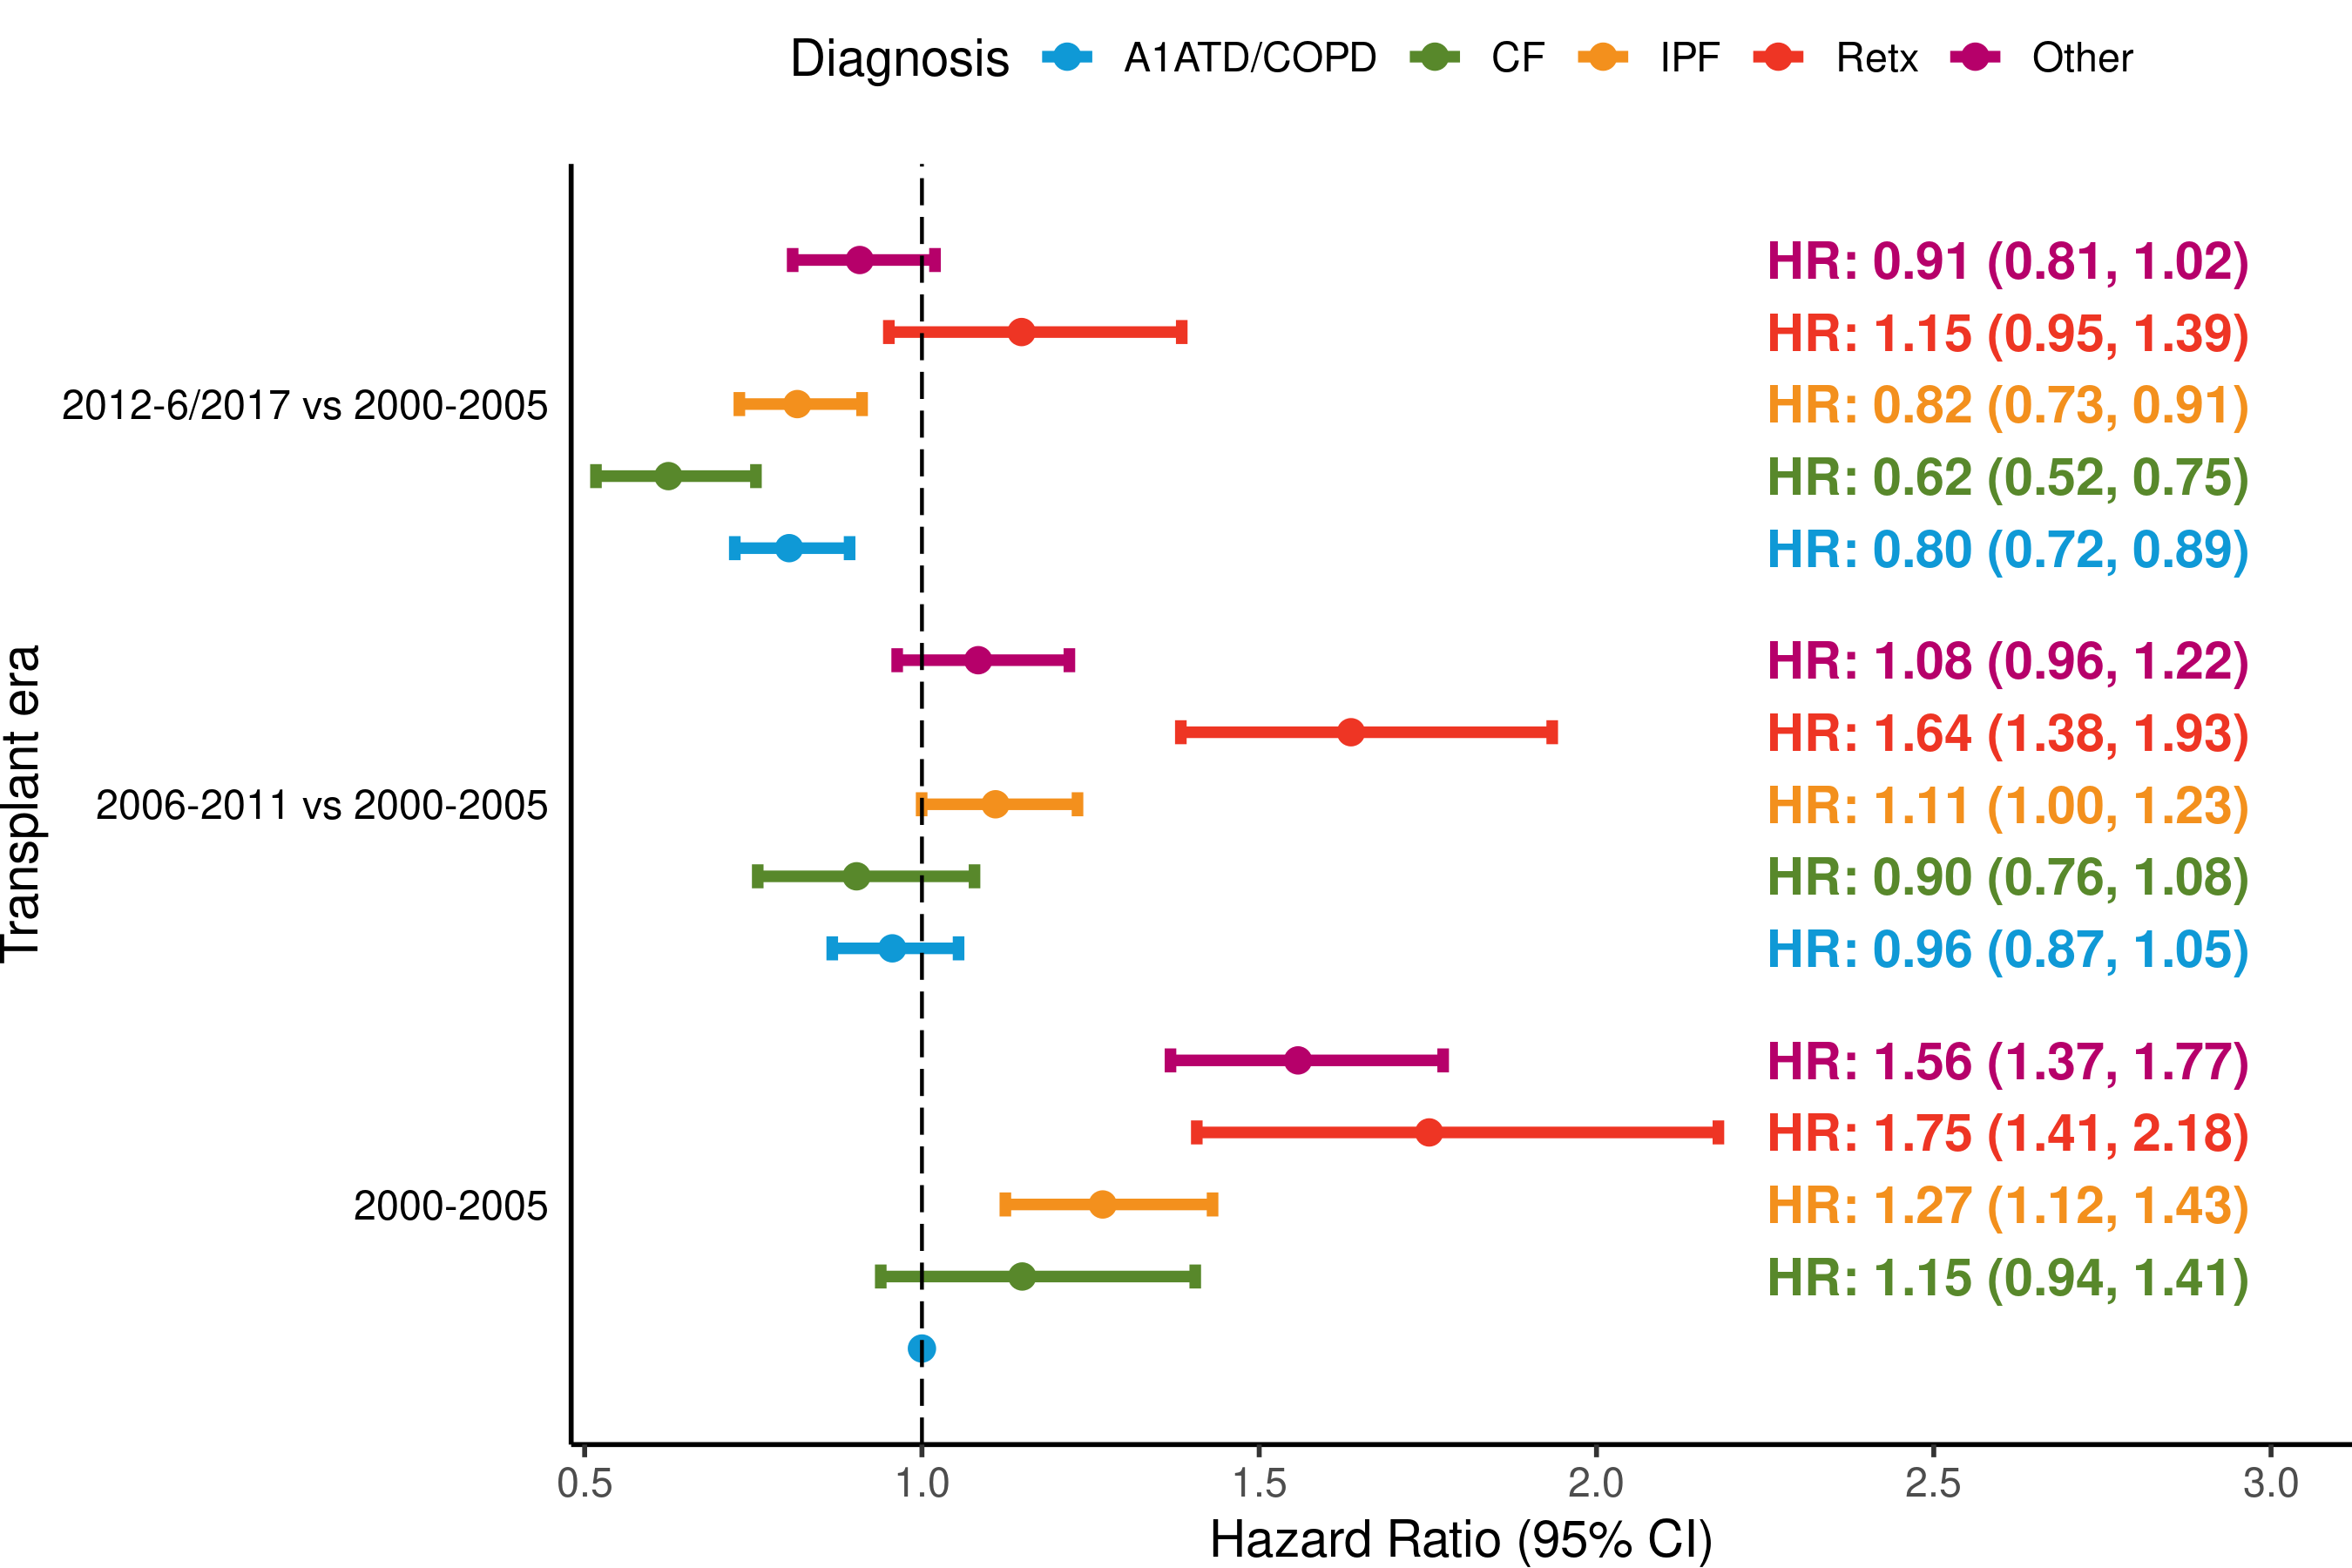 Diagnosis A1ATD/COPD CF IPF Retx Other
HR: 0.91 (0.81, 1.02)
HR: 1.15 (0.95, 1.39)
2012-6/2017 vs 2000-2005
HR: 0.82 (0.73, 0.91)
HR: 0.62 (0.52, 0.75)
HR: 0.80 (0.72, 0.89)
Transplant era
HR: 1.08 (0.96, 1.22)
HR: 1.64 (1.38, 1.93)
2006-2011 vs 2000-2005
HR: 1.11 (1.00, 1.23)
HR: 0.90 (0.76, 1.08)
HR: 0.96 (0.87, 1.05)
HR: 1.56 (1.37, 1.77)
HR: 1.75 (1.41, 2.18)
2000-2005
HR: 1.27 (1.12, 1.43)
HR: 1.15 (0.94, 1.41)
0.5 1.0 1.5 2.0 2.5 3.0
Hazard Ratio (95% CI)